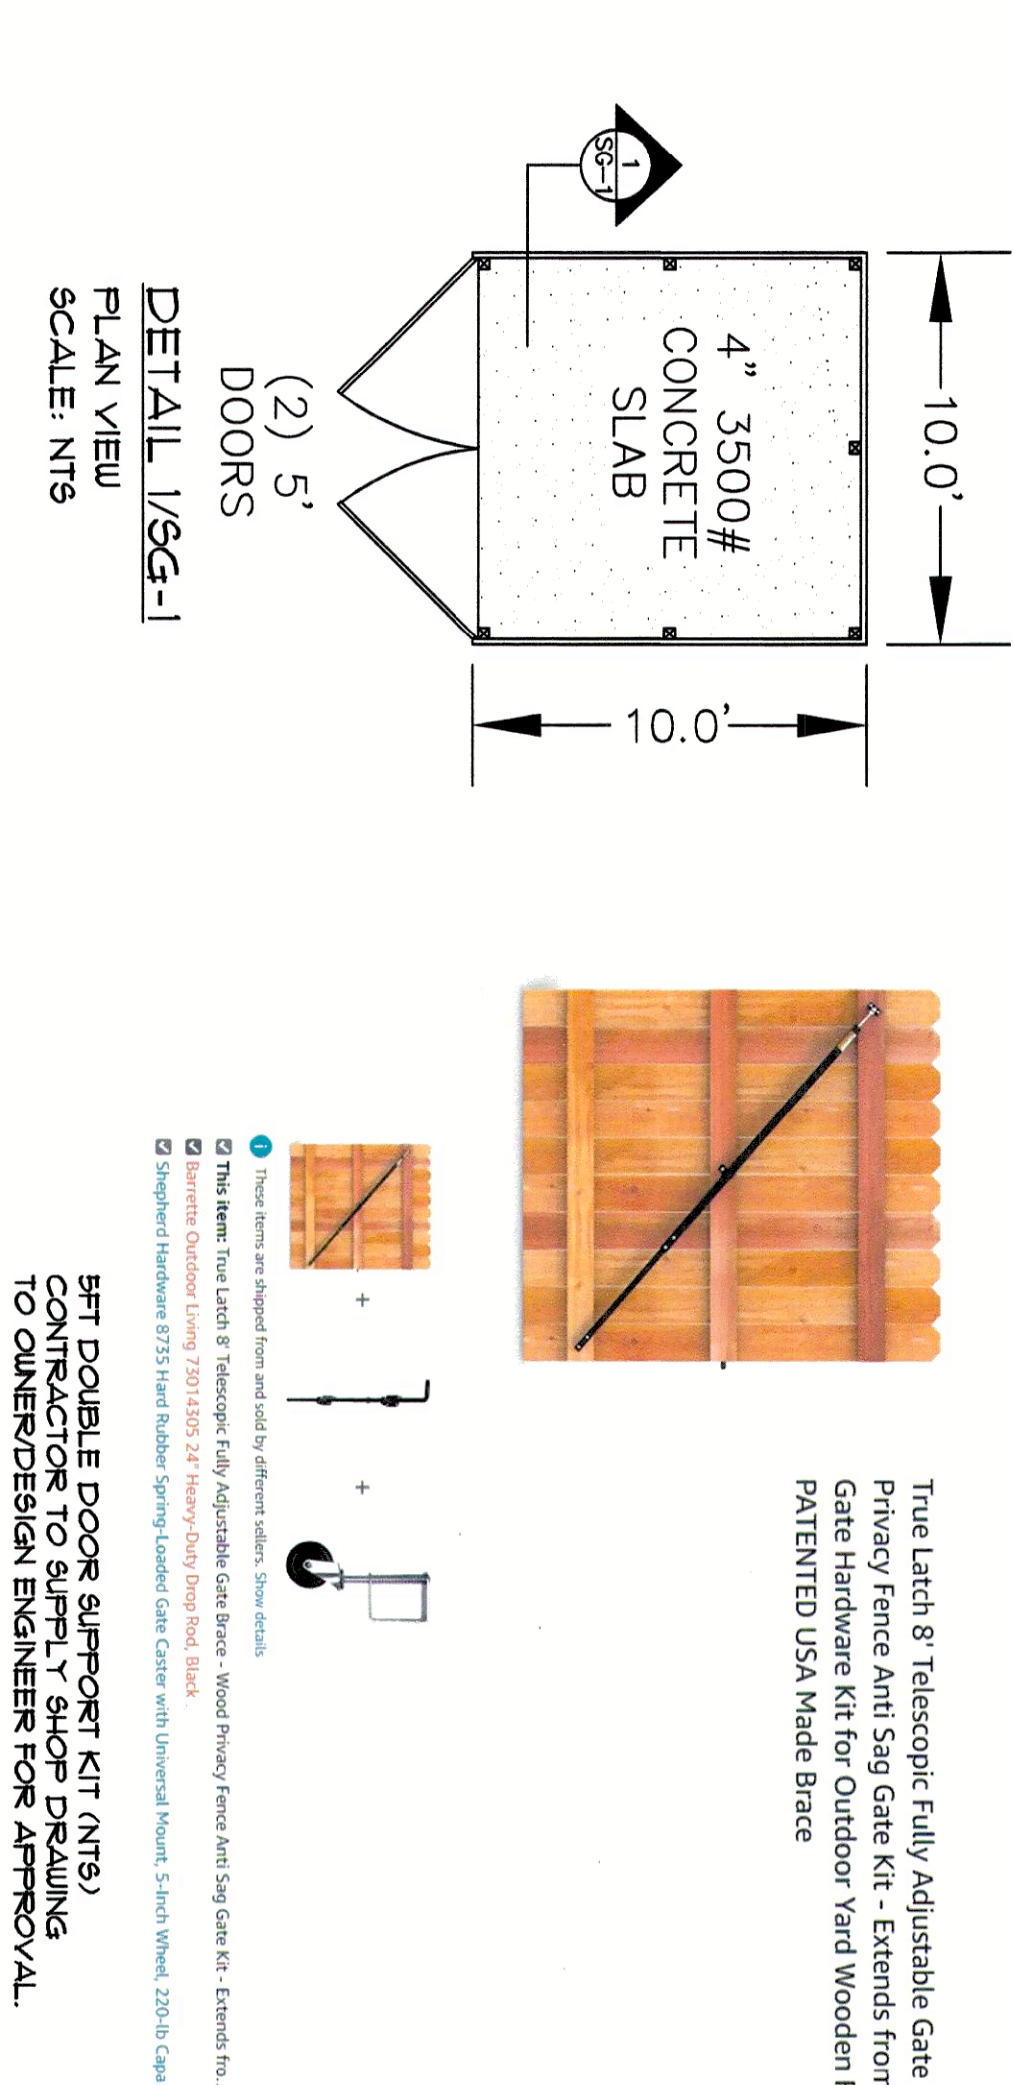 10.0'
10.0'
4" 3500#
CONCRETE
SLAB
1
SG-1
(2) 5'
DOORS
DETAIL 1/SG-1
PLAN VIEW
SCALE: NTS
True Latch 8' Telescopic Fully Adjustable Gate
Privacy Fence Anti Sag Gate Kit - Extends from
Gate Hardware Kit for Outdoor Yard Wooden
PATENTED USA Made Brace
+
+
i These items are shipped from and sold by different sellers. Show details
This item: True Latch 8' Telescopic Fully Adjustable Gate Brace - Wood Privacy Fence Anti Sag Gate Kit - Extends fro...
Barrette Outdoor Living 73014305 24" Heavy-Duty Drop Rod, Black
Shepherd Hardware 8735 Hard Rubber Spring-Loaded Gate Caster with Universal Mount, 5-Inch Wheel, 220-lb Capa
5FT DOUBLE DOOR SUPPORT KIT (NTS)
CONTRACTOR TO SUPPLY SHOP DRAWING
TO OWNER/DESIGN ENGINEER FOR APPROVAL.